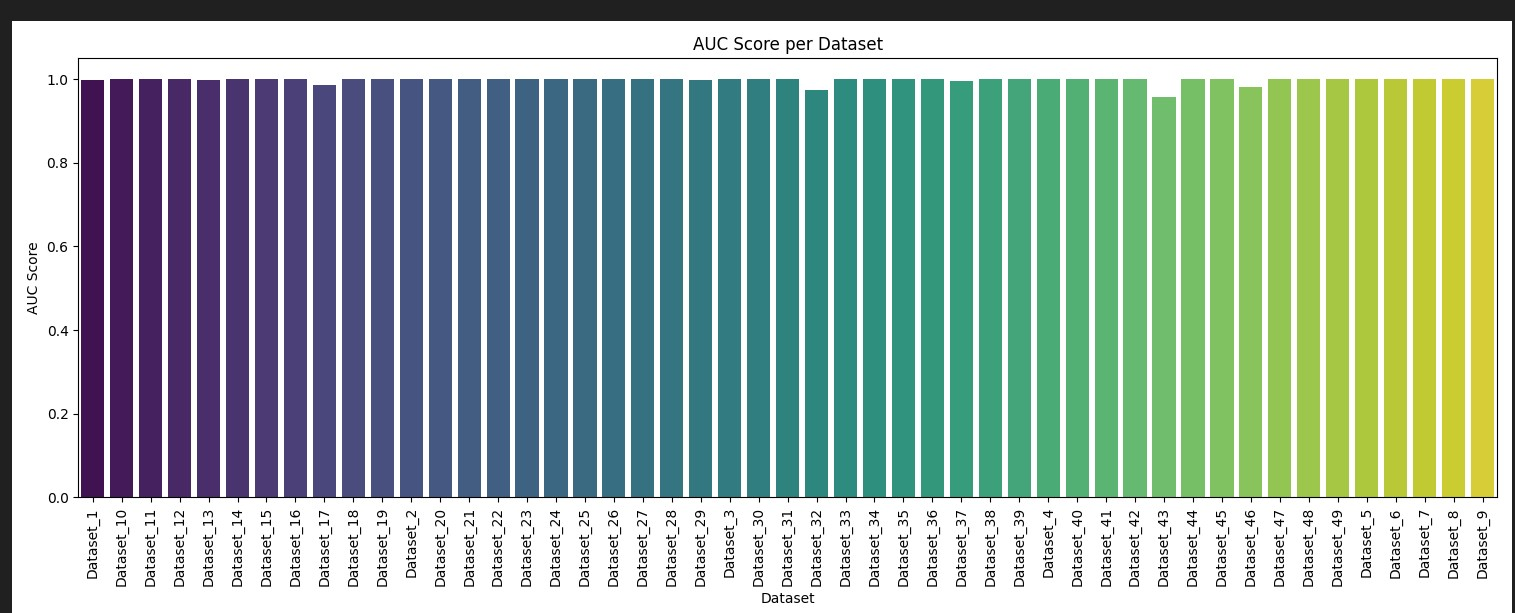 AUC Score per Dataset
1.0
0.8
0.6
0.4
0.2
0.0
AUC Score
Dataset_1
Dataset_10
Dataset_11
Dataset_12
Dataset_13
Dataset_14
Dataset_15
Dataset_16
Dataset_17
Dataset_18
Dataset_19
Dataset_2
Dataset_20
Dataset_21
Dataset_22
Dataset_23
Dataset_24
Dataset_25
Dataset_26
Dataset_27
Dataset_28
Dataset_29
Dataset_3
Dataset_30
Dataset_31
Dataset_32
Dataset_33
Dataset_34
Dataset_35
Dataset_36
Dataset_37
Dataset_38
Dataset_39
Dataset_4
Dataset_40
Dataset_41
Dataset_42
Dataset_43
Dataset_44
Dataset_45
Dataset_46
Dataset_47
Dataset_48
Dataset_49
Dataset_5
Dataset_6
Dataset_7
Dataset_8
Dataset_9
Dataset